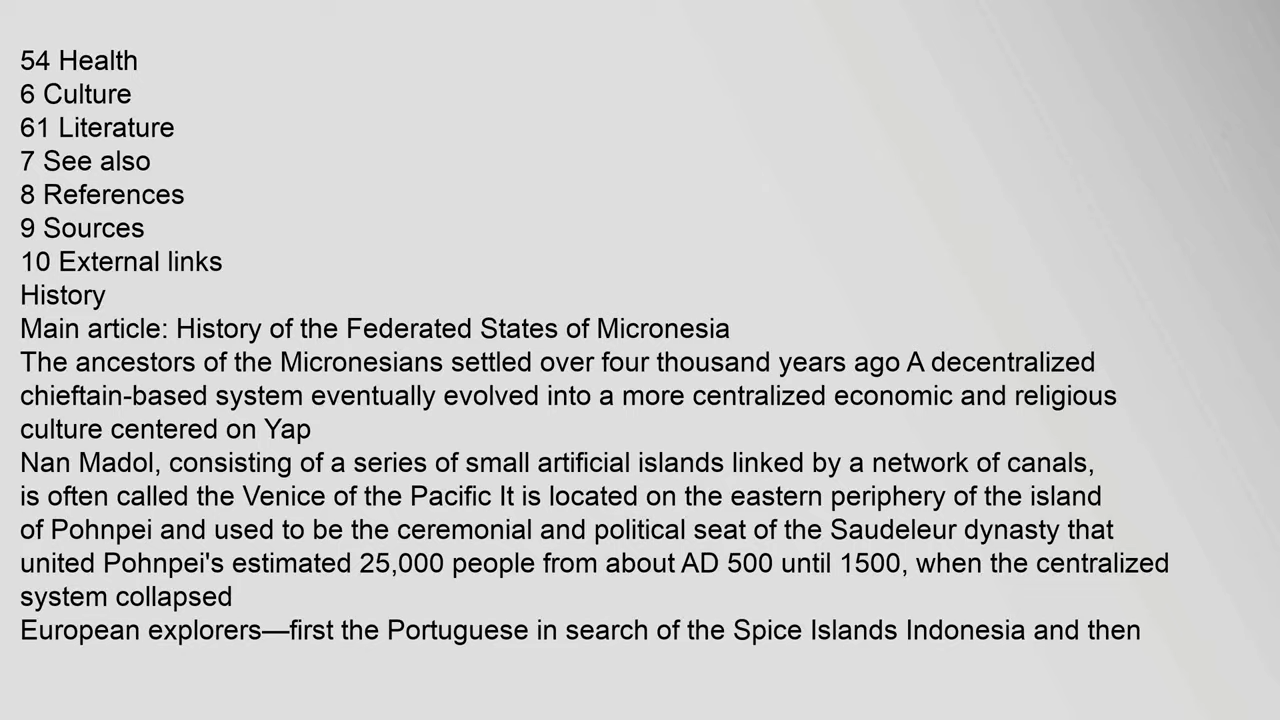 54 Health
6 Culture
61 Literature
7 See also
8 References
9 Sources
10 External links
History
Main article: History of the Federated States of Micronesia
The ancestors of the Micronesians settled over four thousand years ago A decentralized
chieftain-based system eventually evolved into a more centralized economic and religious
culture centered on Yap
Nan Madol, consisting of a series of small artificial islands linked by a network of canals,
is often called the Venice of the Pacific It is located on the eastern periphery of the island
of Pohnpei and used to be the ceremonial and political seat of the Saudeleur dynasty that
united Pohnpei's estimated 25,000 people from about AD 500 until 1500, when the centralized
system collapsed
European explorers—first the Portuguese in search of the Spice Islands Indonesia and then